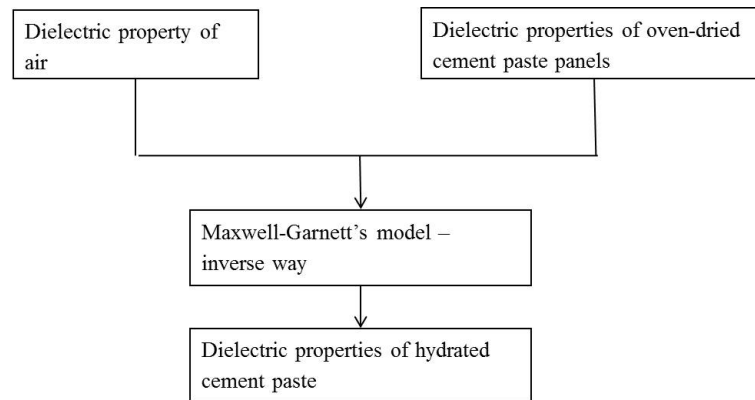 Dielectric property of
air
Dielectric properties of oven-dried
cement paste panels
Maxwell-Garnett’s model –
inverse way
Dielectric properties of hydrated
cement paste